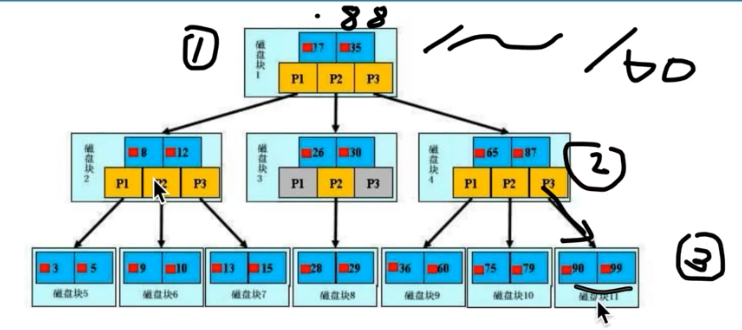 .88
① 磁盘块1 17 35 160
P1 P2 P3
磁盘块2 8 12 磁盘块3 26 30 磁盘块4 65 87 ②
P1 P2 P3 P1 P2 P3 P1 P2 P3
3 5 9 10 13 15 28 29 36 60 75 79 90 99 ③
磁盘块5 磁盘块6 磁盘块7 磁盘块8 磁盘块9 磁盘块10 磁盘块11